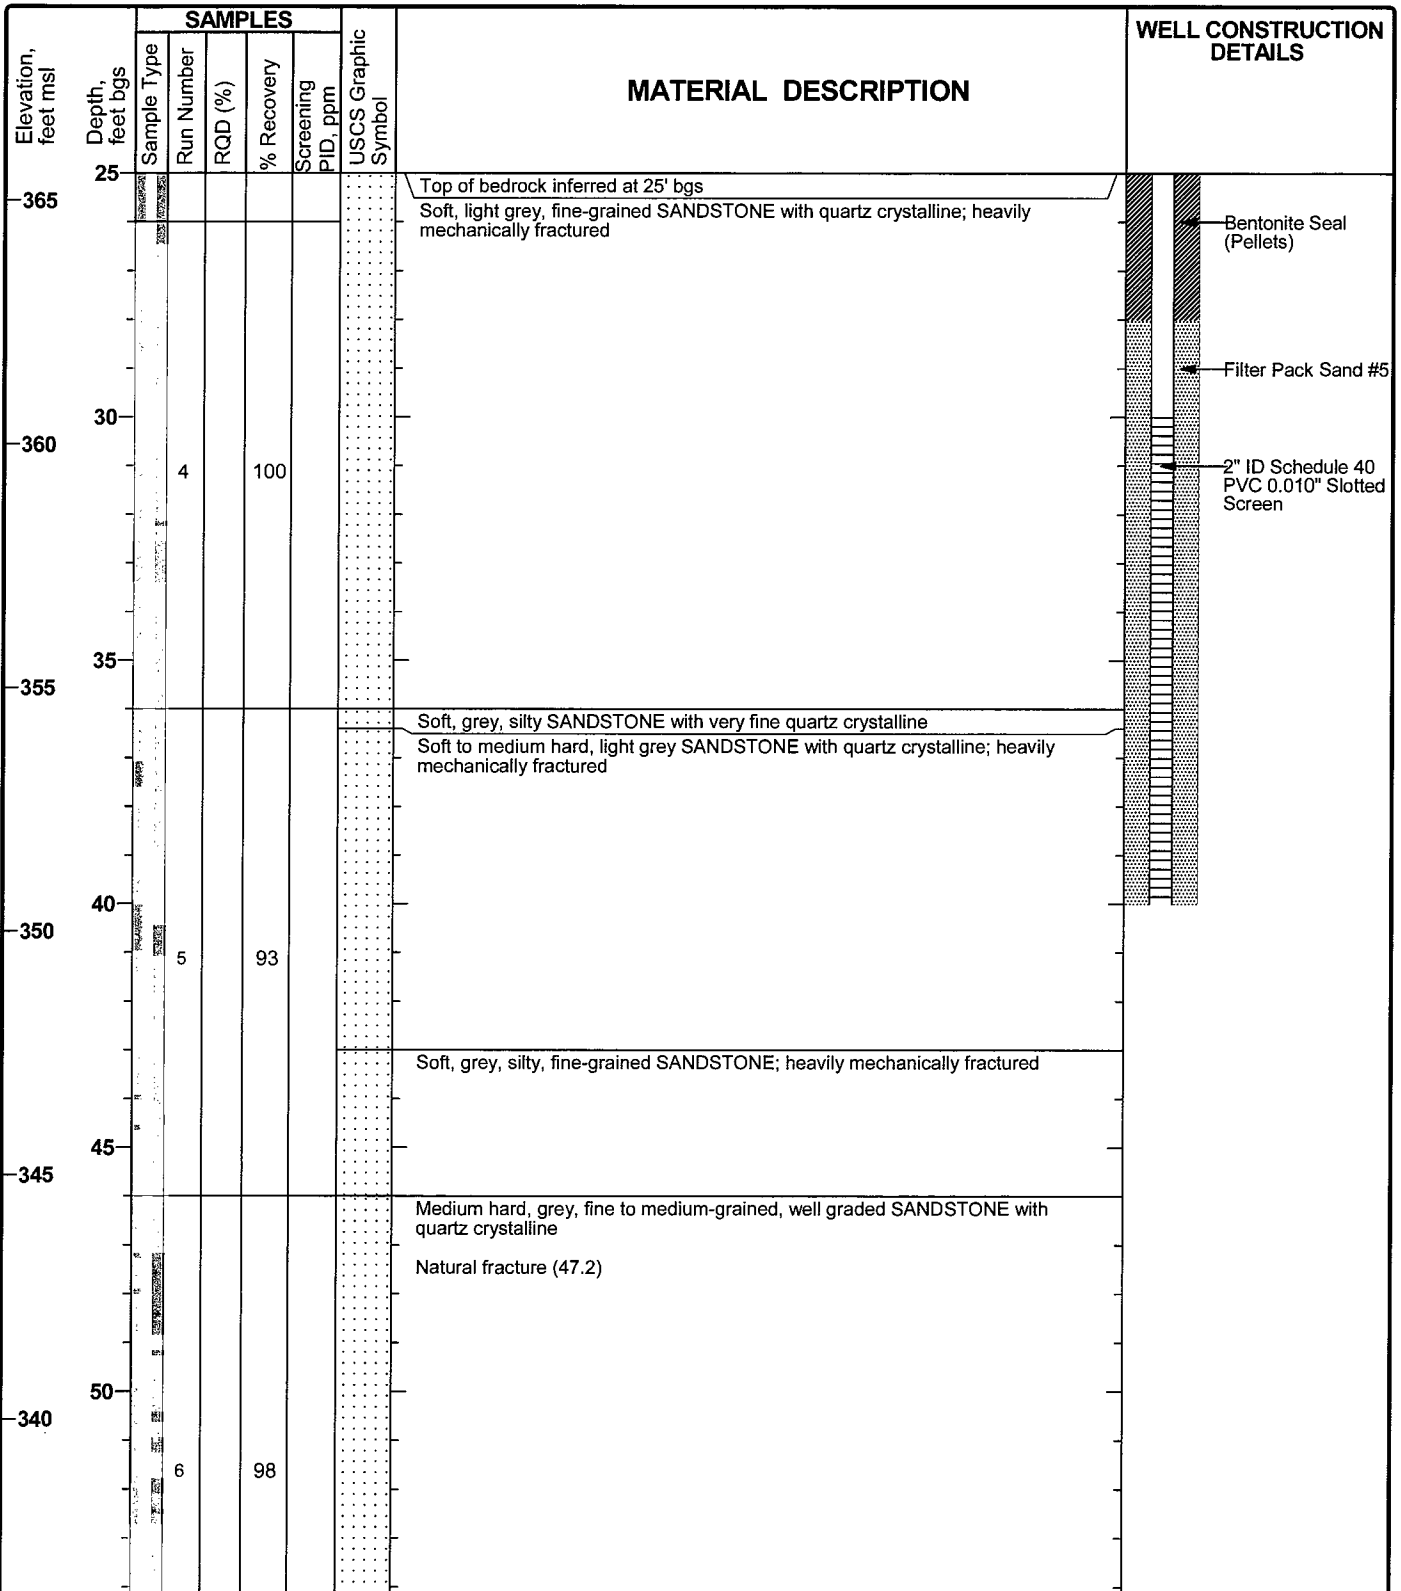 SAMPLES
Elevation,
feet msl
Depth,
feet bgs
Sample Type
Run Number
RQD (%)
% Recovery
Screening
PID, ppm
USCS Graphic
Symbol
MATERIAL DESCRIPTION
WELL CONSTRUCTION
DETAILS
25
Top of bedrock inferred at 25' bgs
365
Soft, light grey, fine-grained SANDSTONE with quartz crystalline; heavily
mechanically fractured
Bentonite Seal
(Pellets)
Filter Pack Sand #5
30
360
4
100
2" ID Schedule 40
PVC 0.010" Slotted
Screen
35
355
Soft, grey, silty SANDSTONE with very fine quartz crystalline
Soft to medium hard, light grey SANDSTONE with quartz crystalline; heavily
mechanically fractured
40
350
5
93
Soft, grey, silty, fine-grained SANDSTONE; heavily mechanically fractured
45
345
Medium hard, grey, fine to medium-grained, well graded SANDSTONE with
quartz crystalline
Natural fracture (47.2)
50
340
6
98